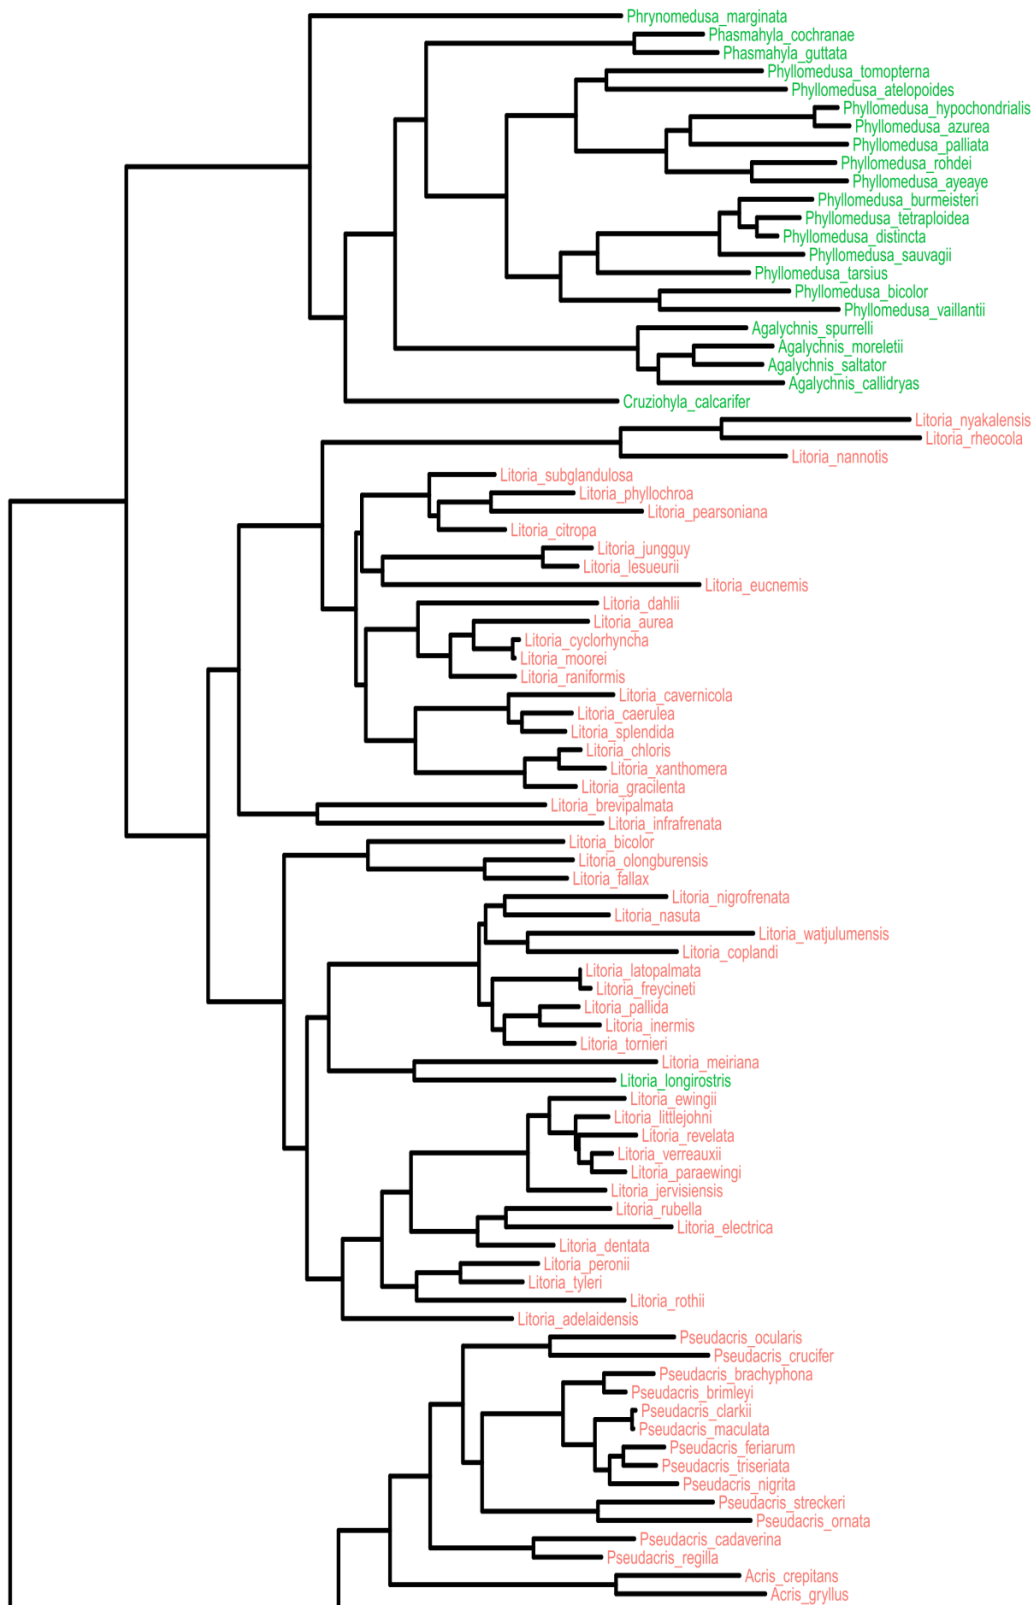 Phrynomedusa_marginata
Phasmahyla_cochranae
Phasmahyla_guttata
Phyllomedusa_tomopterna
Phyllomedusa_atelopoides
Phyllomedusa_hypochondrialis
Phyllomedusa_azurea
Phyllomedusa_palliata
Phyllomedusa_rohdei
Phyllomedusa_ayeaye
Phyllomedusa_burmeisteri
Phyllomedusa_tetraploidea
Phyllomedusa_distincta
Phyllomedusa_sauvagii
Phyllomedusa_tarsius
Phyllomedusa_bicolor
Phyllomedusa_vaillantii
Agalychnis_spurrelli
Agalychnis_moreletii
Agalychnis_saltator
Agalychnis_callidryas
Cruziohyla_calcarifer
Litoria_nyakalensis
Litoria_rheocola
Litoria_nannotis
Litoria_subglandulosa
Litoria_phyllochroa
Litoria_pearsoniana
Litoria_citropa
Litoria_jungguy
Litoria_lesueurii
Litoria_eucnemis
Litoria_dahlii
Litoria_aurea
Litoria_cyclorhyncha
Litoria_moorei
Litoria_raniformis
Litoria_cavernicola
Litoria_caerulea
Litoria_splendida
Litoria_chloris
Litoria_xanthomera
Litoria_gracilenta
Litoria_brevipalmata
Litoria_infrafrenata
Litoria_bicolor
Litoria_olongburensis
Litoria_fallax
Litoria_nigrofrenata
Litoria_nasuta
Litoria_watjulumensis
Litoria_coplandi
Litoria_latopalmata
Litoria_freycineti
Litoria_pallida
Litoria_inermis
Litoria_tornieri
Litoria_meiriana
Litoria_longirostris
Litoria_ewingii
Litoria_littlejohni
Litoria_revelata
Litoria_verreauxii
Litoria_paraewingi
Litoria_jervisiensis
Litoria_rubella
Litoria_electrica
Litoria_dentata
Litoria_peronii
Litoria_tyleri
Litoria_rothii
Litoria_adelaidensis
Pseudacris_ocularis
Pseudacris_crucifer
Pseudacris_brachyphona
Pseudacris_brimleyi
Pseudacris_clarkii
Pseudacris_maculata
Pseudacris_feriarum
Pseudacris_triseriata
Pseudacris_nigrita
Pseudacris_streckeri
Pseudacris_ornata
Pseudacris_cadaverina
Pseudacris_regilla
Acris_crepitans
Acris_gryllus